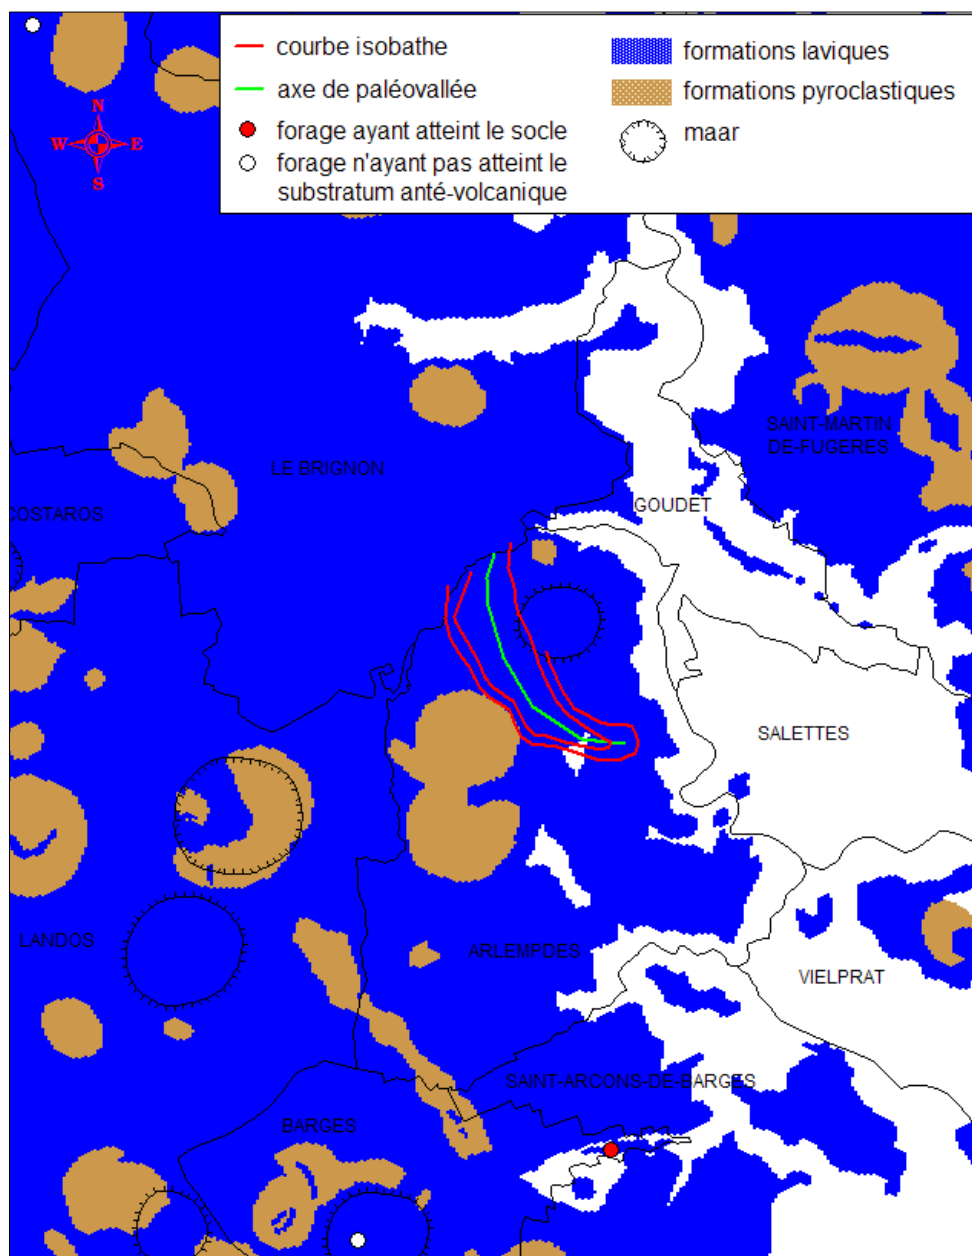 courbe isobathe
axe de paléovallée
forage ayant atteint le socle
forage n'ayant pas atteint le
substratum anté-volcanique
formations laviques
formations pyroclastiques
maar
N
W
E
S
SAINT-MARTIN
DE-FUGERES
LE BRIGNON
GOUDET
COSTAROS
SALETTES
LANDOS
ARLEMPDES
VIELPRAT
SAINT-ARCONS-DE-BARGES
BARGES